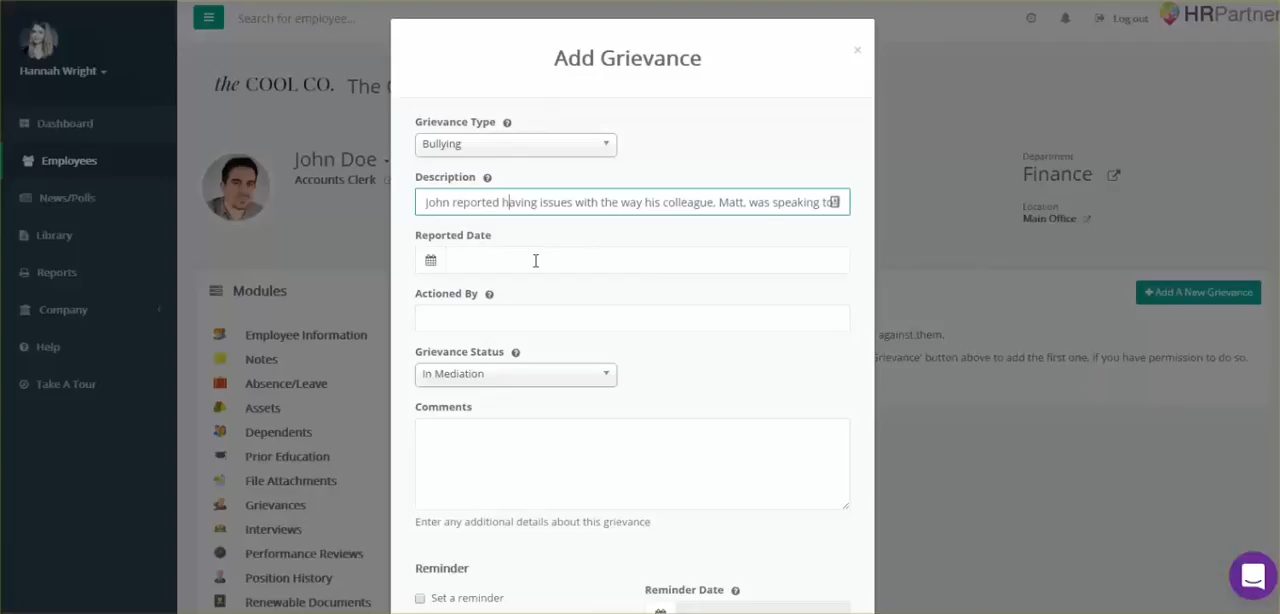 Hannah Wright
Dashboard
Employees
News/Polls
Library
Reports
Company
Help
Take A Tour
Search for employee...
Log out
HRPartner
the COOL CO.
The
John Doe -
Accounts Clerk
Department
Finance
Location
Main Office
Modules
Employee Information
Notes
Absence/Leave
Assets
Dependents
Prior Education
File Attachments
Grievances
Interviews
Performance Reviews
Position History
Renewable Documents
+ Add A New Grievance
against them.
Grievance' button above to add the first one, if you have permission to do so.
Add Grievance
×
Grievance Type
Bullying
Description
John reported having issues with the way his colleague, Matt, was speaking to
Reported Date
Actioned By
Grievance Status
In Mediation
Comments
Enter any additional details about this grievance
Reminder
Set a reminder
Reminder Date